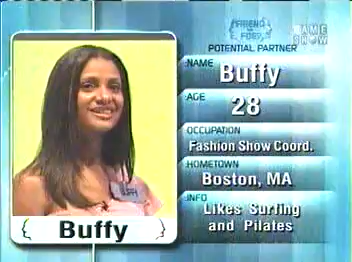 FRIEND
OR FOE?
GAME
SHOW
POTENTIAL PARTNER
NAME
Buffy
AGE
28
OCCUPATION
Fashion Show Coord.
HOMETOWN
Boston, MA
INFO
Likes Surfing
and Pilates
BUFFY
Buffy